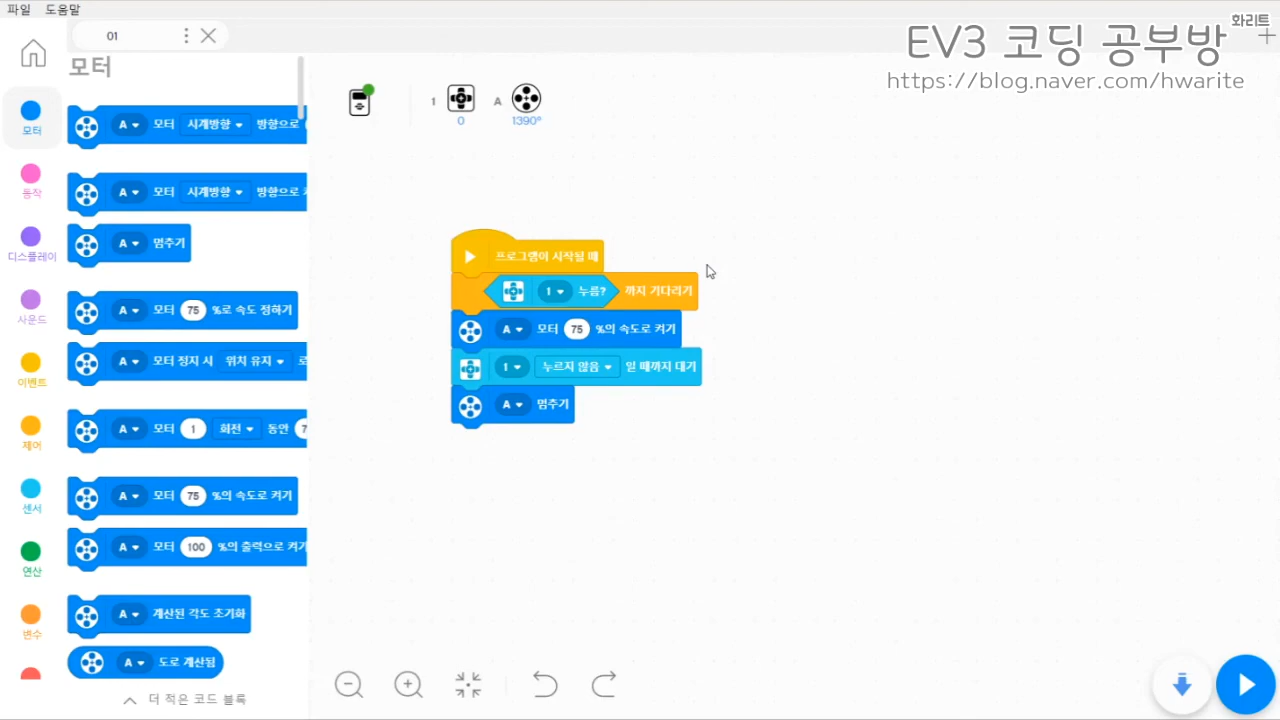 파일 도움말
01
화리트
EV3 코딩 공부방
https://blog.naver.com/hwarite
모터
모터
동작
디스플레이
사운드
이벤트
제어
센서
연산
변수
A 모터 시계방향 방향으로
A 모터 시계방향 방향으로
A 멈추기
A 모터 75 %로 속도 정하기
A 모터 정지 시 위치 유지 로
A 모터 1 회전 동안
A 모터 75 %의 속도로 켜기
A 모터 100 %의 출력으로 켜기
A 계산된 각도 초기화
A 도로 계산됨
더 적은 코드 블록
1 0
A 1390°
프로그램이 시작될 때
1 누름? 까지 기다리기
A 모터 75 %의 속도로 켜기
1 누르지 않음 일 때까지 대기
A 멈추기